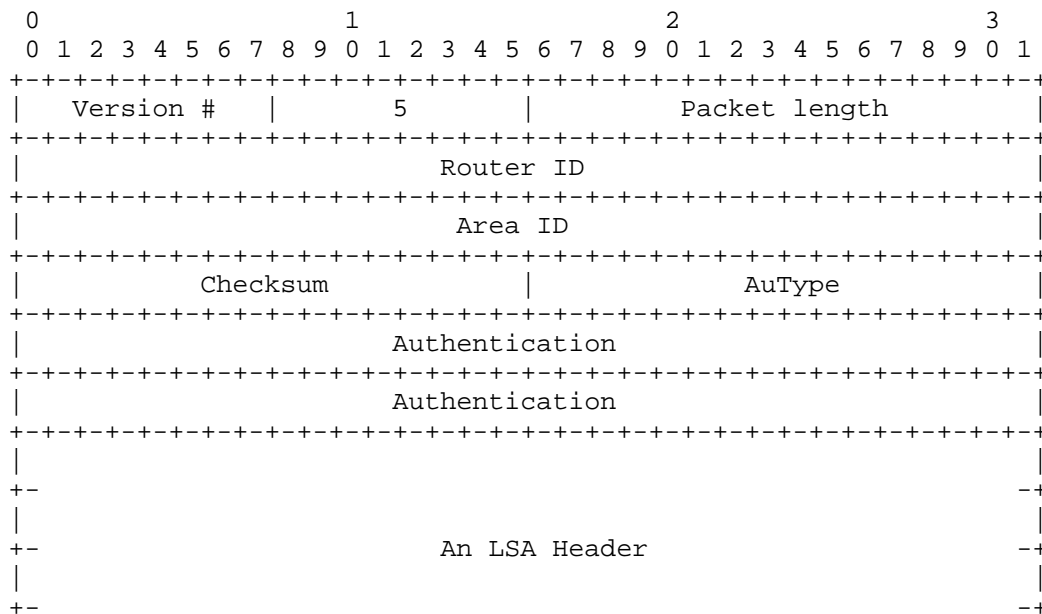 0                   1                   2                   3
 0 1 2 3 4 5 6 7 8 9 0 1 2 3 4 5 6 7 8 9 0 1 2 3 4 5 6 7 8 9 0 1
+-+-+-+-+-+-+-+-+-+-+-+-+-+-+-+-+-+-+-+-+-+-+-+-+-+-+-+-+-+-+-+-+
|   Version #   |       5       |         Packet length         |
+-+-+-+-+-+-+-+-+-+-+-+-+-+-+-+-+-+-+-+-+-+-+-+-+-+-+-+-+-+-+-+-+
|                          Router ID                            |
+-+-+-+-+-+-+-+-+-+-+-+-+-+-+-+-+-+-+-+-+-+-+-+-+-+-+-+-+-+-+-+-+
|                           Area ID                             |
+-+-+-+-+-+-+-+-+-+-+-+-+-+-+-+-+-+-+-+-+-+-+-+-+-+-+-+-+-+-+-+-+
|           Checksum            |             AuType            |
+-+-+-+-+-+-+-+-+-+-+-+-+-+-+-+-+-+-+-+-+-+-+-+-+-+-+-+-+-+-+-+-+
|                       Authentication                          |
+-+-+-+-+-+-+-+-+-+-+-+-+-+-+-+-+-+-+-+-+-+-+-+-+-+-+-+-+-+-+-+-+
|                       Authentication                          |
+-+-+-+-+-+-+-+-+-+-+-+-+-+-+-+-+-+-+-+-+-+-+-+-+-+-+-+-+-+-+-+-+
|                                                               |
+-                                                             -+
|                                                               |
+-                         An LSA Header                       -+
|                                                               |
+-                                                             -+